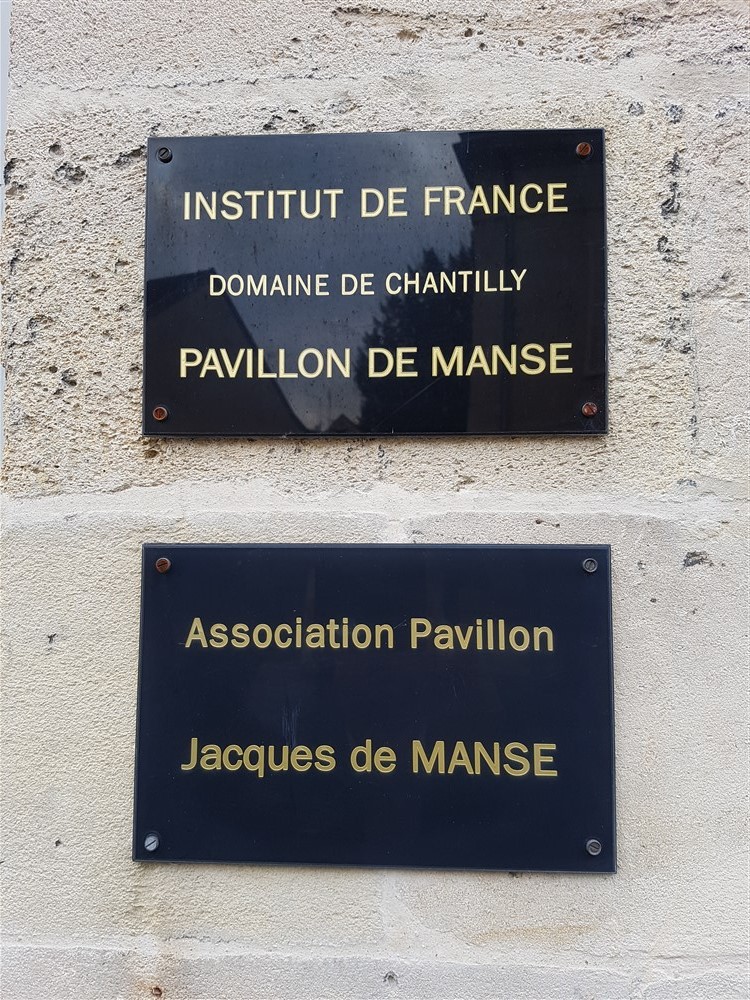 INSTITUT DE FRANCE
DOMAINE DE CHANTILLY
PAVILLON DE MANSE
Association Pavillon
Jacques de MANSE